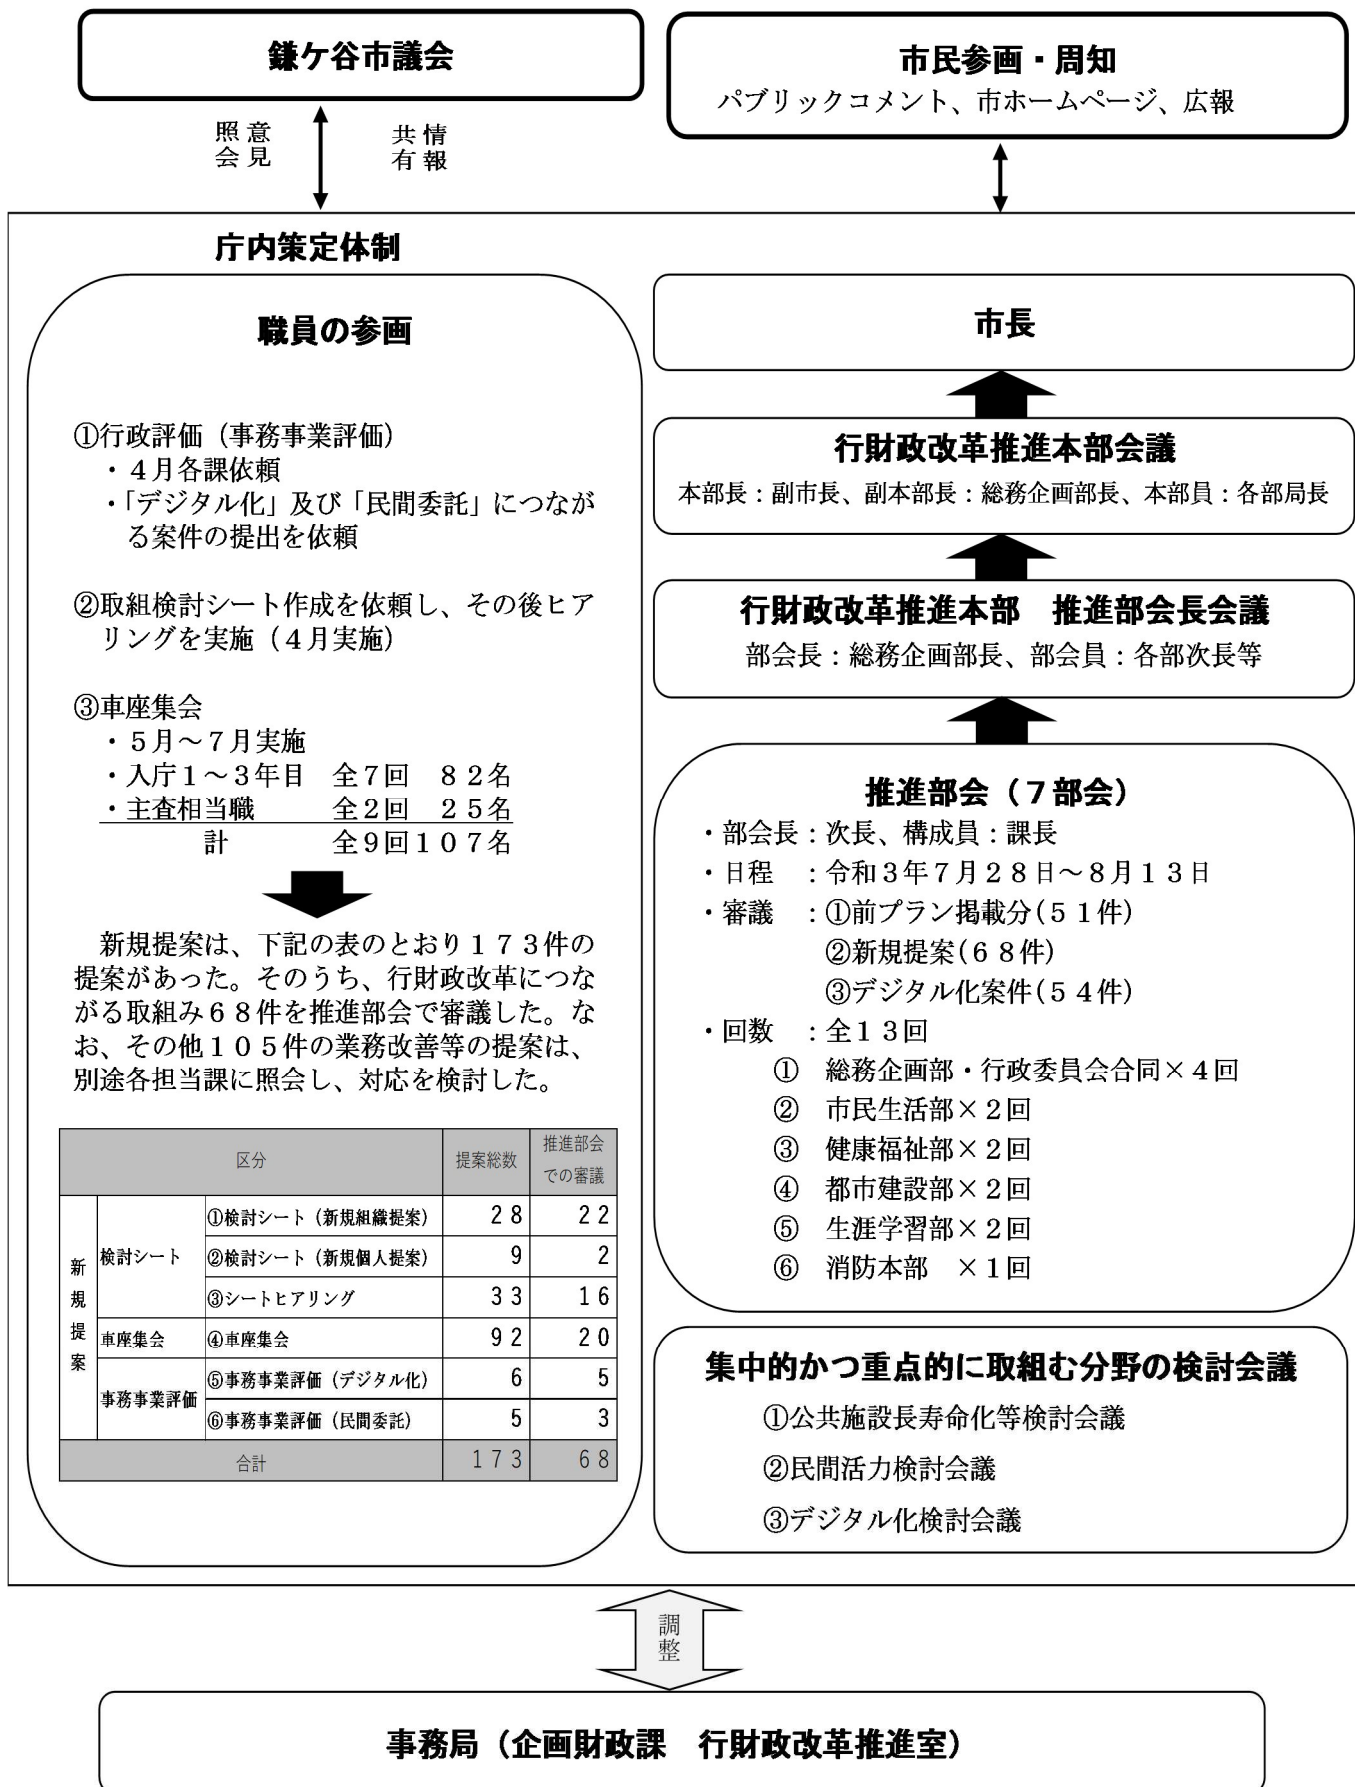 鎌ケ谷市議会
市民参画・周知
パブリックコメント、市ホームページ、広報
意見
照会
情報
共有
庁内策定体制
職員の参画
①行政評価（事務事業評価）
・４月各課依頼
・「デジタル化」及び「民間委託」につなが
る案件の提出を依頼
②取組検討シート作成を依頼し、その後ヒア
リングを実施（４月実施）
③車座集会
・５月～７月実施
・入庁１～３年目　全７回　８２名
・主査相当職　全２回　２５名
計　全９回１０７名
新規提案は、下記の表のとおり１７３件の
提案があった。そのうち、行財政改革につな
がる取組み６８件を推進部会で審議した。な
お、その他１０５件の業務改善等の提案は、
別途各担当課に照会し、対応を検討した。
区分　提案総数　推進部会
での審議
新規提案
検討シート
①検討シート（新規組織提案）　２８　２２
②検討シート（新規個人提案）　９　２
③シートヒアリング　３３　１６
車座集会　④車座集会　９２　２０
事務事業評価
⑤事務事業評価（デジタル化）　６　５
⑥事務事業評価（民間委託）　５　３
合計　１７３　６８
市長
行財政改革推進本部会議
本部長：副市長、副本部長：総務企画部長、本部員：各部局長
行財政改革推進本部　推進部会長会議
部会長：総務企画部長、部会員：各部次長等
推進部会（７部会）
・部会長：次長、構成員：課長
・日程　：令和３年７月２８日～８月１３日
・審議　：①前プラン掲載分(５１件)
②新規提案(６８件)
③デジタル化案件(５４件)
・回数　：全１３回
①　総務企画部・行政委員会合同×４回
②　市民生活部×２回
③　健康福祉部×２回
④　都市建設部×２回
⑤　生涯学習部×２回
⑥　消防本部　×１回
集中的かつ重点的に取組む分野の検討会議
①公共施設長寿命化等検討会議
②民間活力検討会議
③デジタル化検討会議
調整
事務局（企画財政課　行財政改革推進室）